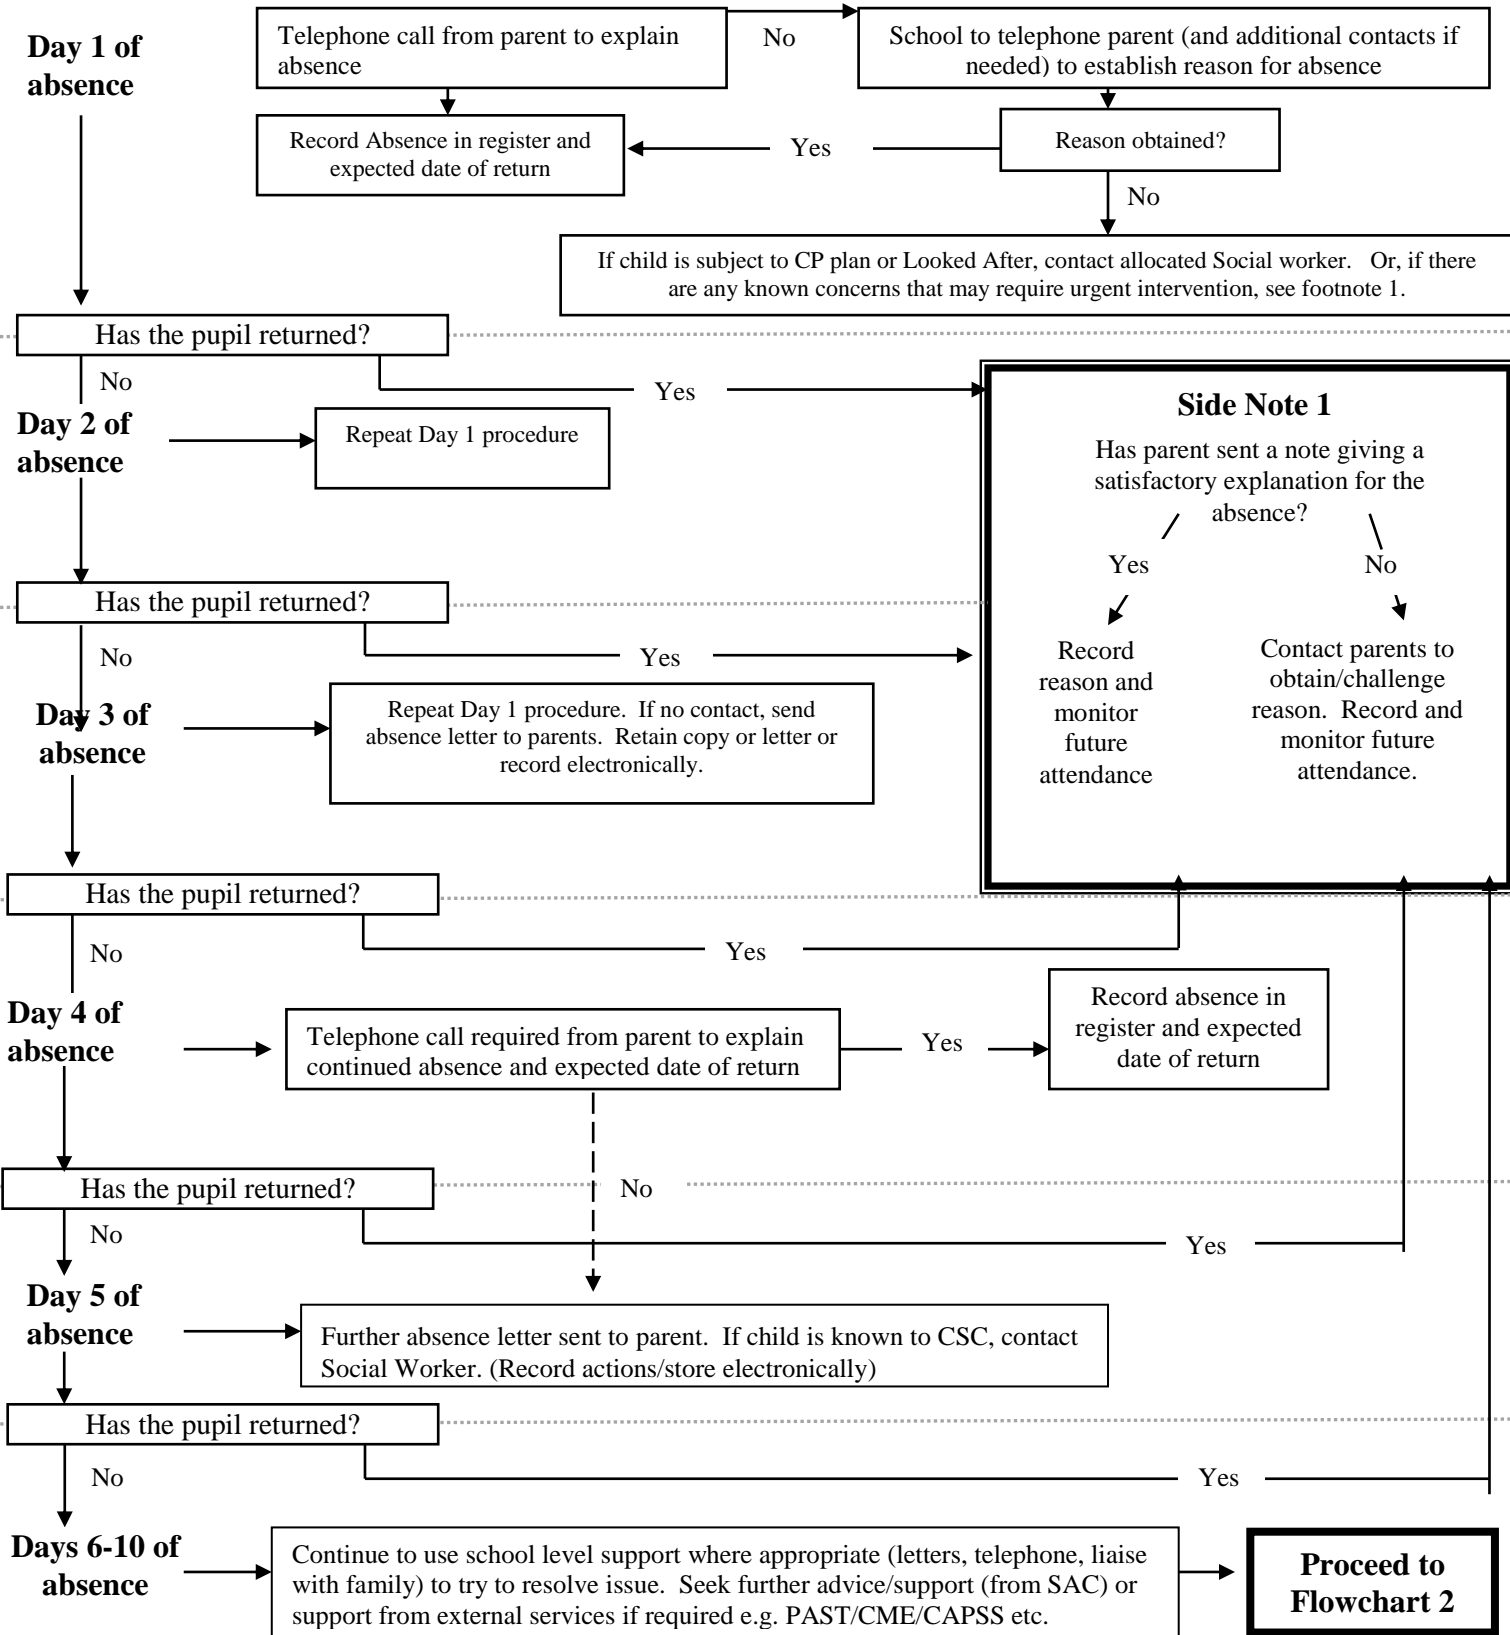 Day 1 of
absence
Telephone call from parent to explain
absence
No
School to telephone parent (and additional contacts if
needed) to establish reason for absence
Record Absence in register and
expected date of return
Yes
Reason obtained?
No
If child is subject to CP plan or Looked After, contact allocated Social worker. Or, if there
are any known concerns that may require urgent intervention, see footnote 1.
Has the pupil returned?
No
Yes
Day 2 of
absence
Repeat Day 1 procedure
Side Note 1
Has parent sent a note giving a
satisfactory explanation for the
absence?
Yes
No
Record
reason and
monitor
future
attendance
Contact parents to
obtain/challenge
reason. Record and
monitor future
attendance.
Has the pupil returned?
No
Yes
Day 3 of
absence
Repeat Day 1 procedure. If no contact, send
absence letter to parents. Retain copy or letter or
record electronically.
Has the pupil returned?
No
Yes
Day 4 of
absence
Telephone call required from parent to explain
continued absence and expected date of return
Yes
Record absence in
register and expected
date of return
Has the pupil returned?
No
No
Yes
Day 5 of
absence
Further absence letter sent to parent. If child is known to CSC, contact
Social Worker. (Record actions/store electronically)
Has the pupil returned?
No
Yes
Days 6-10 of
absence
Continue to use school level support where appropriate (letters, telephone, liaise
with family) to try to resolve issue. Seek further advice/support (from SAC) or
support from external services if required e.g. PAST/CME/CAPSS etc.
Proceed to
Flowchart 2